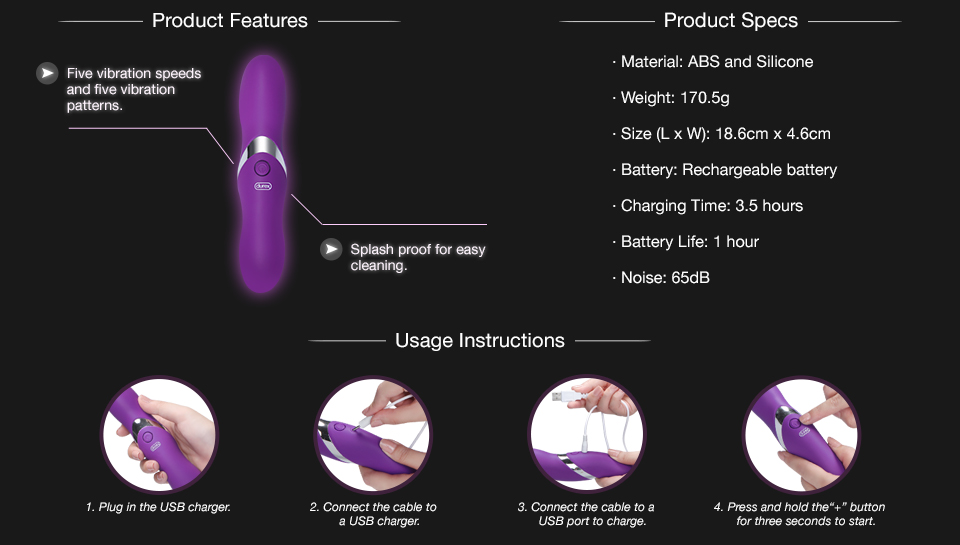 Product Features
Five vibration speeds
and five vibration
patterns.
durex
Splash proof for easy
cleaning.
Product Specs
· Material: ABS and Silicone
· Weight: 170.5g
· Size (L x W): 18.6cm x 4.6cm
· Battery: Rechargeable battery
· Charging Time: 3.5 hours
· Battery Life: 1 hour
· Noise: 65dB
Usage Instructions
1. Plug in the USB charger.
2. Connect the cable to
a USB charger.
3. Connect the cable to a
USB port to charge.
4. Press and hold the“+” button
for three seconds to start.